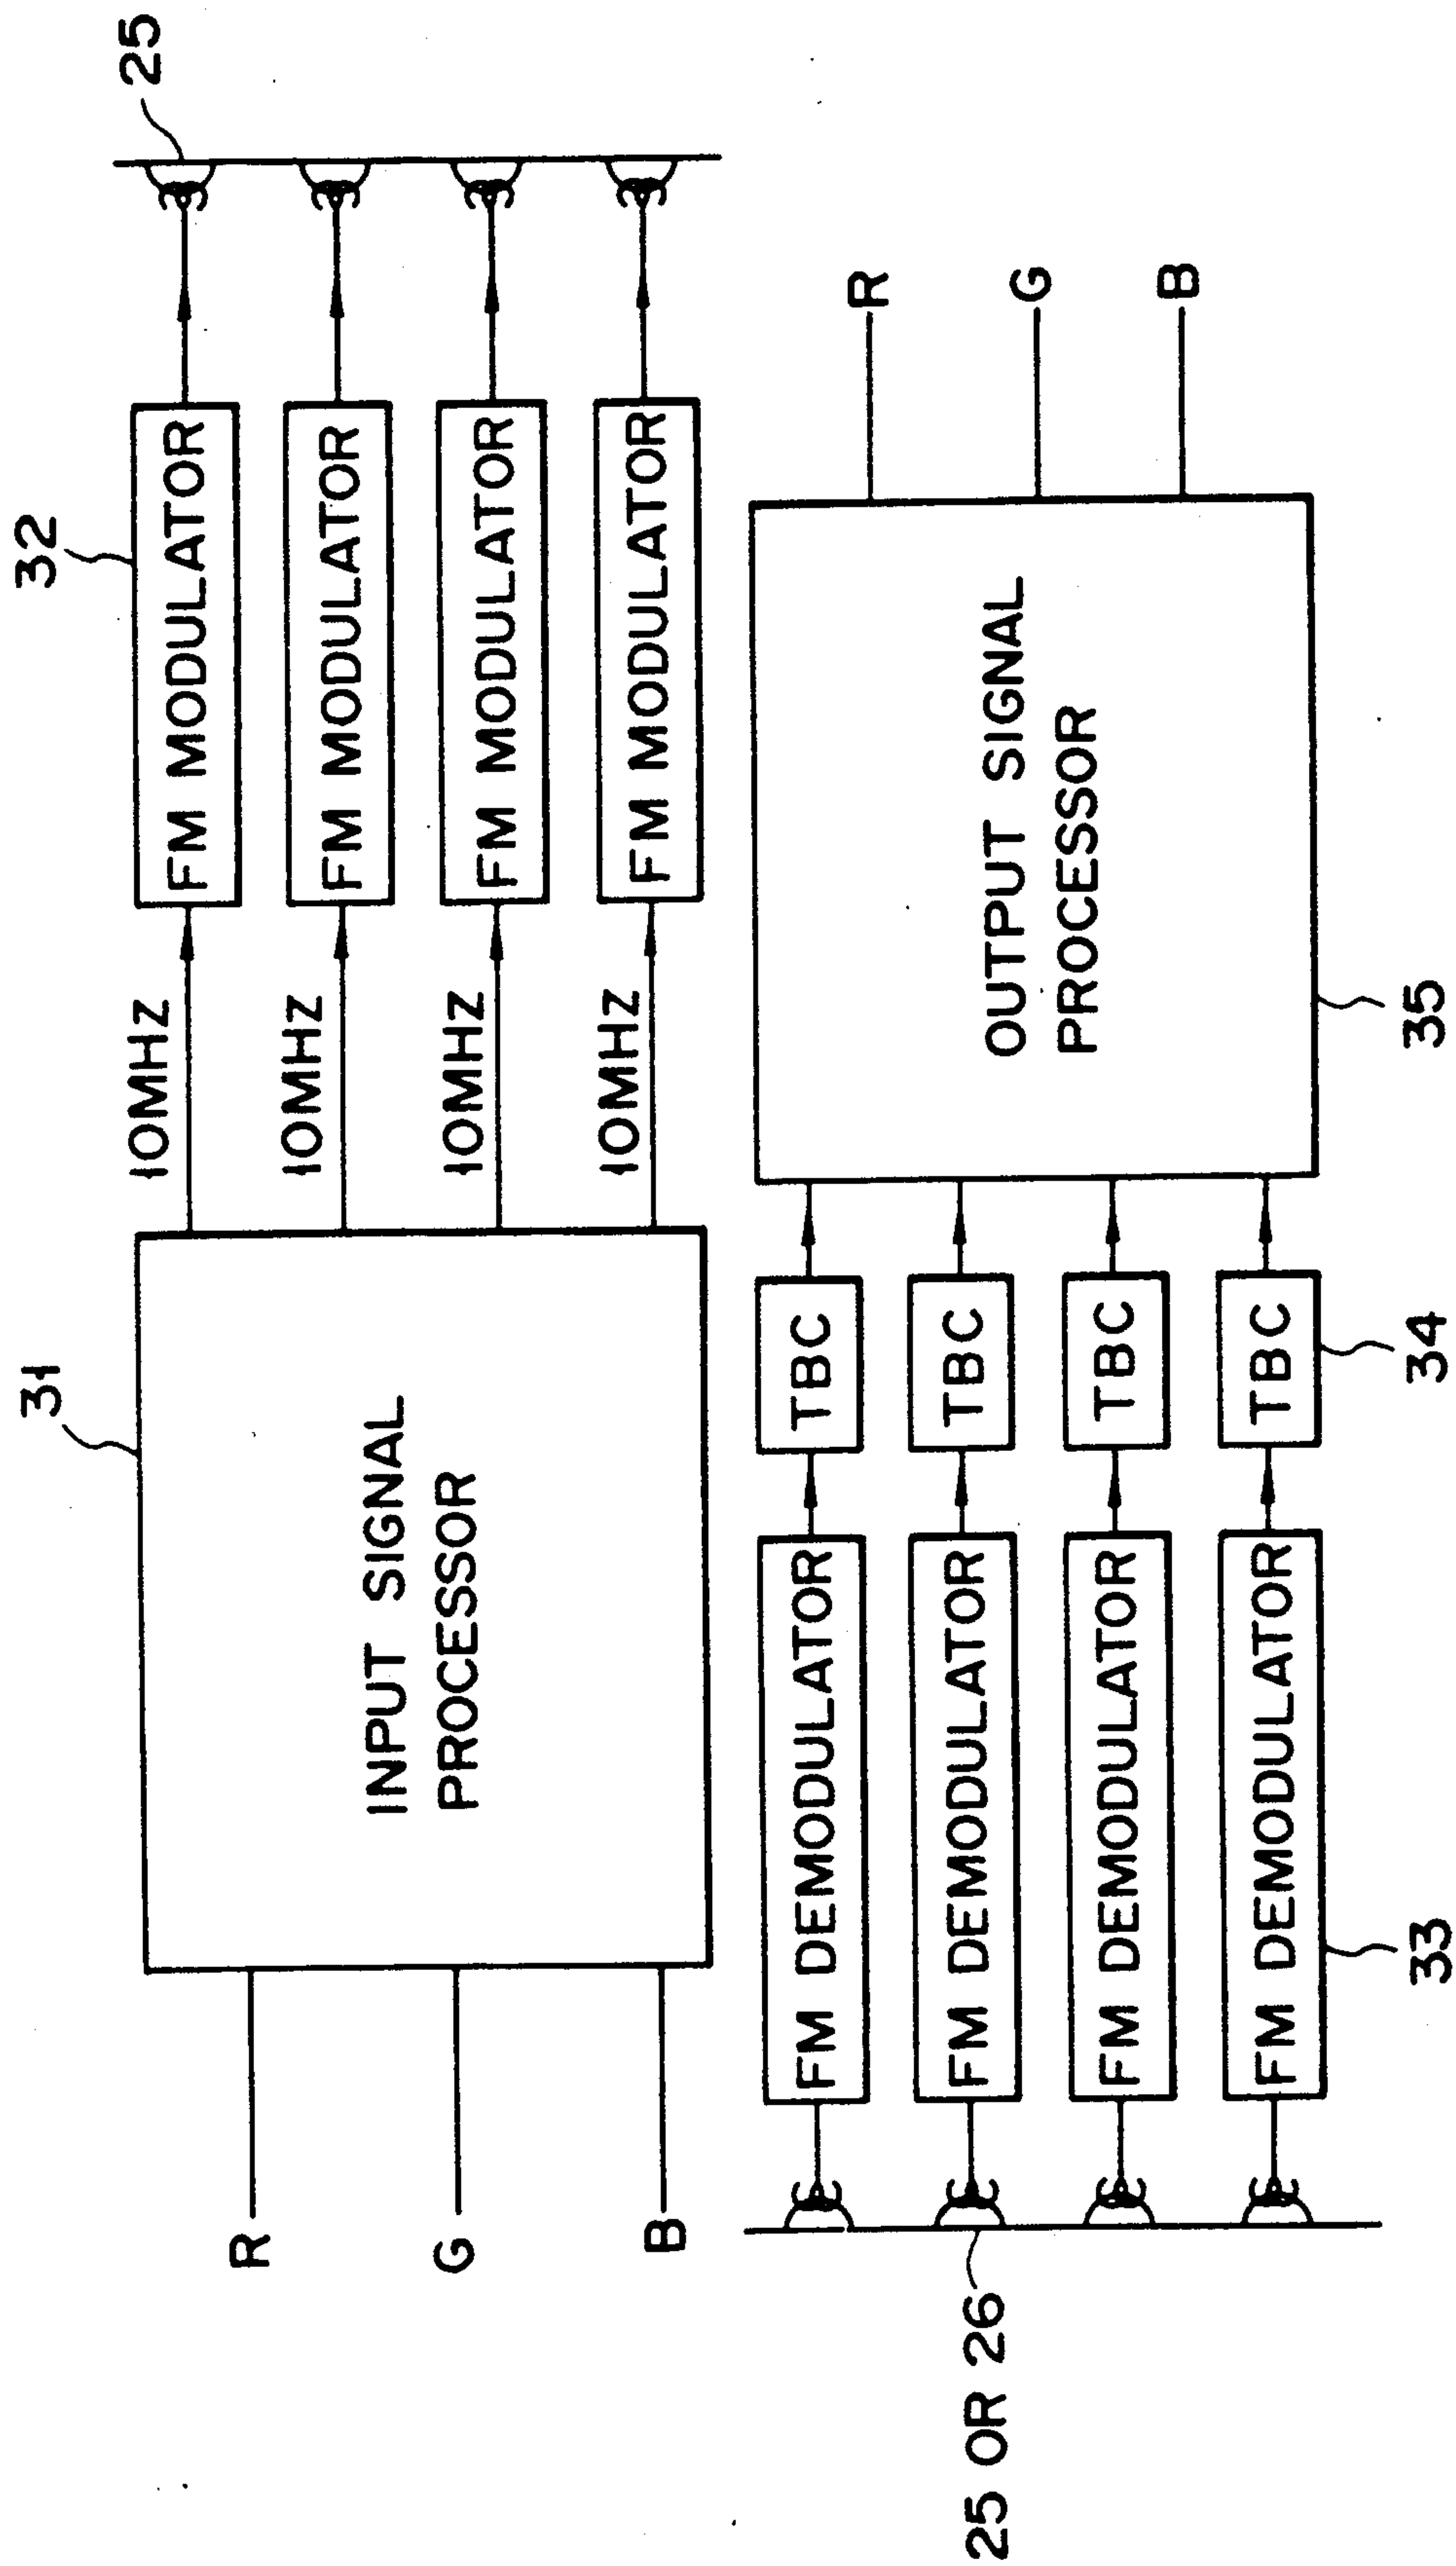 31
32
25
R
G
B
INPUT SIGNAL
PROCESSOR
10MHZ
10MHZ
10MHZ
10MHZ
FM MODULATOR
FM MODULATOR
FM MODULATOR
FM MODULATOR
25 OR 26
FM DEMODULATOR
FM DEMODULATOR
FM DEMODULATOR
FM DEMODULATOR
TBC
TBC
TBC
TBC
OUTPUT SIGNAL
PROCESSOR
R
G
B
33
34
35